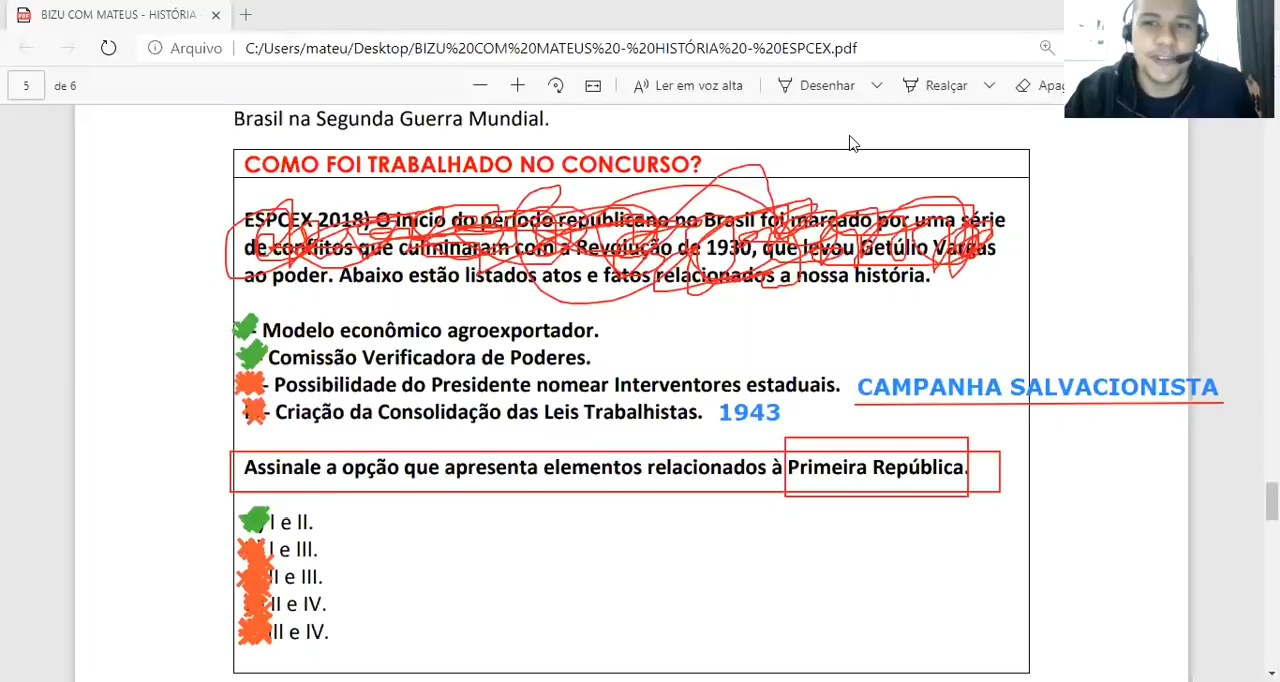 BIZU COM MATEUS - HISTÓRIA
Arquivo C:/Users/mateu/Desktop/BIZU%20COM%20MATEUS%20-%20HISTÓRIA%20-%20ESPCEX.pdf
5 de 6 Ler em voz alta Desenhar Realçar
Brasil na Segunda Guerra Mundial.
COMO FOI TRABALHADO NO CONCURSO?
ESPCEX 2018) O início do período republicano no Brasil foi marcado por uma série
de conflitos que culminaram com a Revolução de 1930, que levou Getúlio Vargas
ao poder. Abaixo estão listados atos e fatos relacionados a nossa história.
- Modelo econômico agroexportador.
Comissão Verificadora de Poderes.
- Possibilidade do Presidente nomear Interventores estaduais. CAMPANHA SALVACIONISTA
- Criação da Consolidação das Leis Trabalhistas. 1943
Assinale a opção que apresenta elementos relacionados à Primeira República.
I e II.
I e III.
II e III.
II e IV.
III e IV.